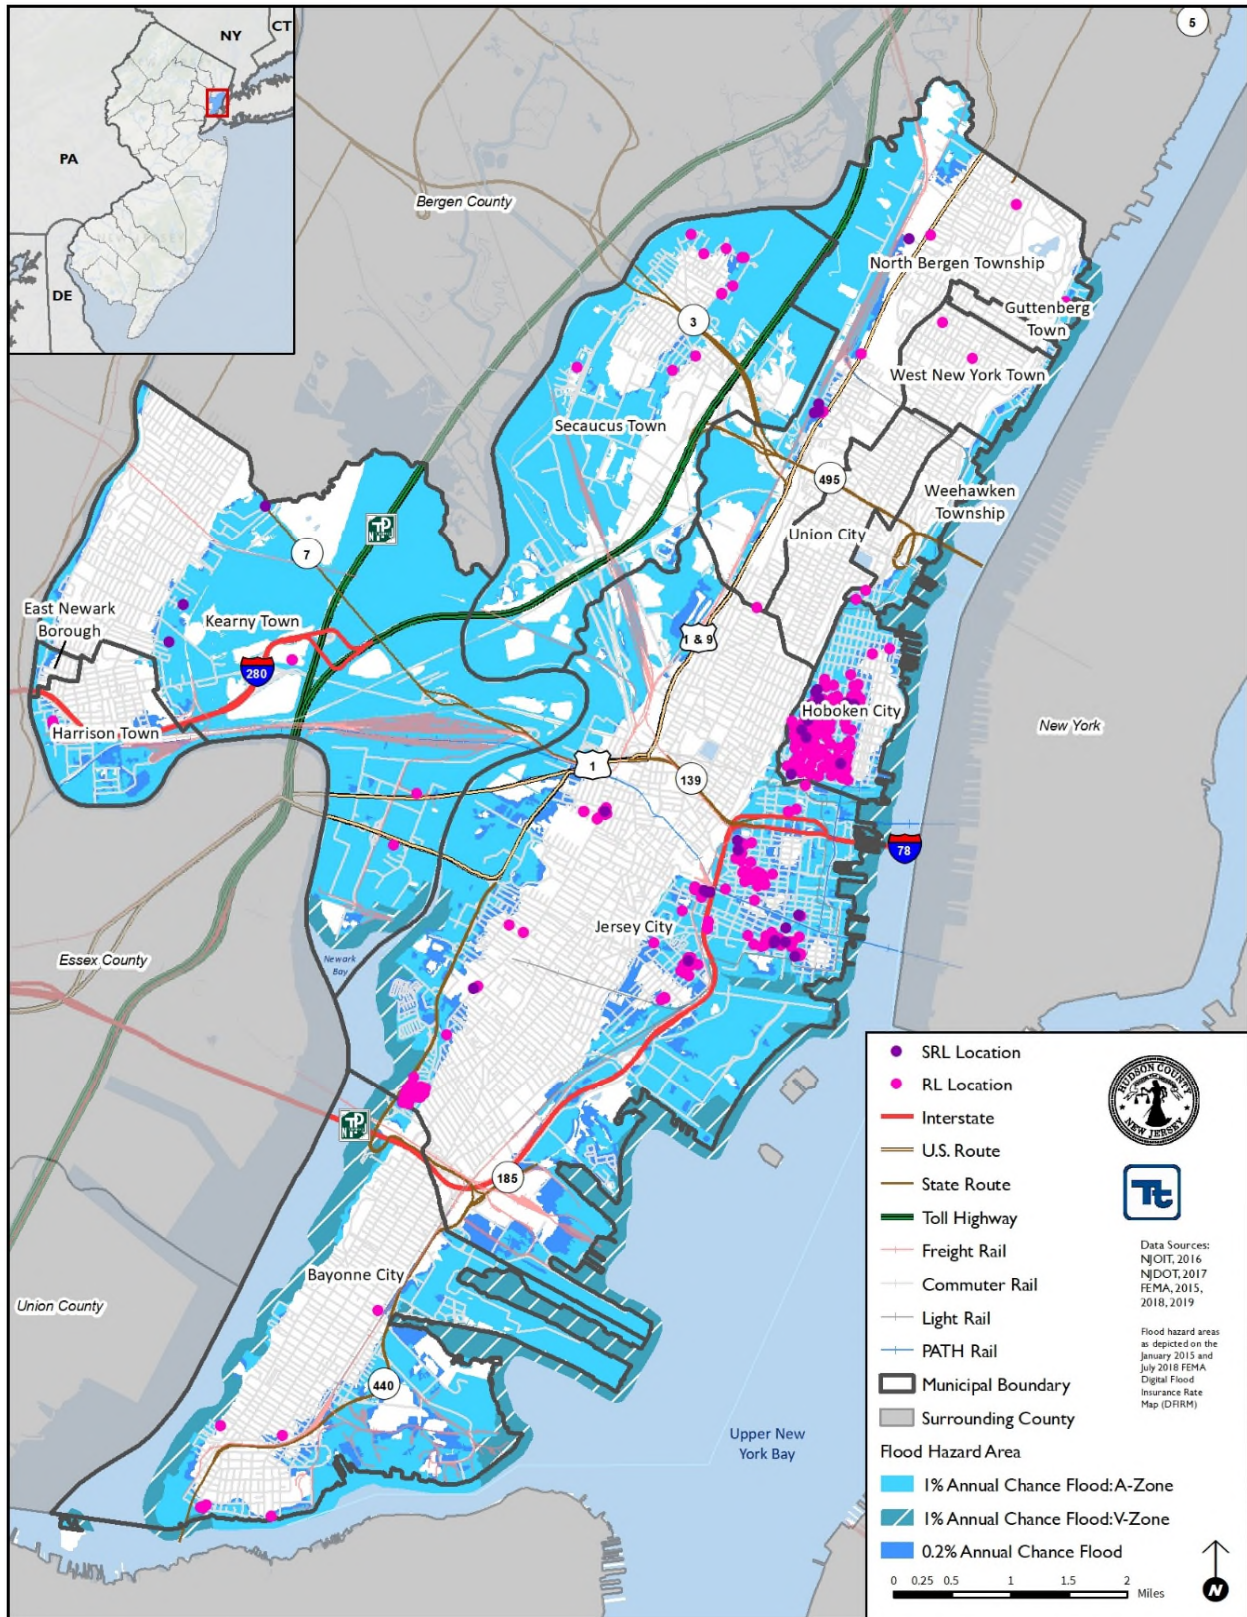 NY
CT
PA
DE
5
Bergen County
North Bergen Township
Guttenberg
Town
3
West New York Town
Secaucus Town
495
Weehawken
Township
Union City
7
East Newark
Borough
Kearny Town
1 & 9
280
Hoboken City
Harrison Town
New York
1
139
78
Jersey City
Essex County
Newark
Bay
185
Bayonne City
Union County
440
Upper New
York Bay
SRL Location
RL Location
Interstate
U.S. Route
State Route
Toll Highway
Freight Rail
Commuter Rail
Light Rail
PATH Rail
Municipal Boundary
Surrounding County
HUDSON COUNTY
NEW JERSEY
Tt
Data Sources:
NJOIT, 2016
NJDOT, 2017
FEMA, 2015,
2018, 2019
Flood hazard areas
as depicted on the
January 2015 and
July 2018 FEMA
Digital Flood
Insurance Rate
Map (DFIRM)
Flood Hazard Area
1% Annual Chance Flood: A-Zone
1% Annual Chance Flood: V-Zone
0.2% Annual Chance Flood
0 0.25 0.5 1 1.5 2
Miles
N